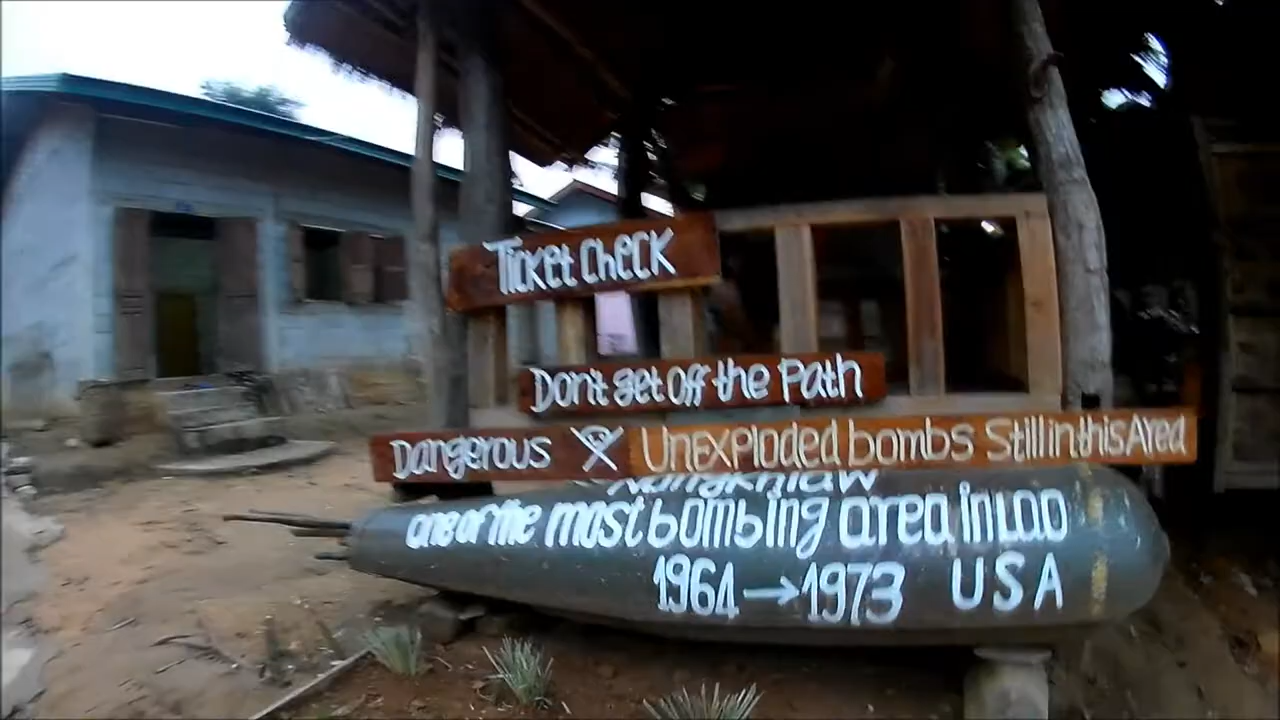 Ticket Check
Don't get off the Path
Dangerous Unexploded bombs Still in this Area
one of the most bombing area in Lao
1964 → 1973 USA